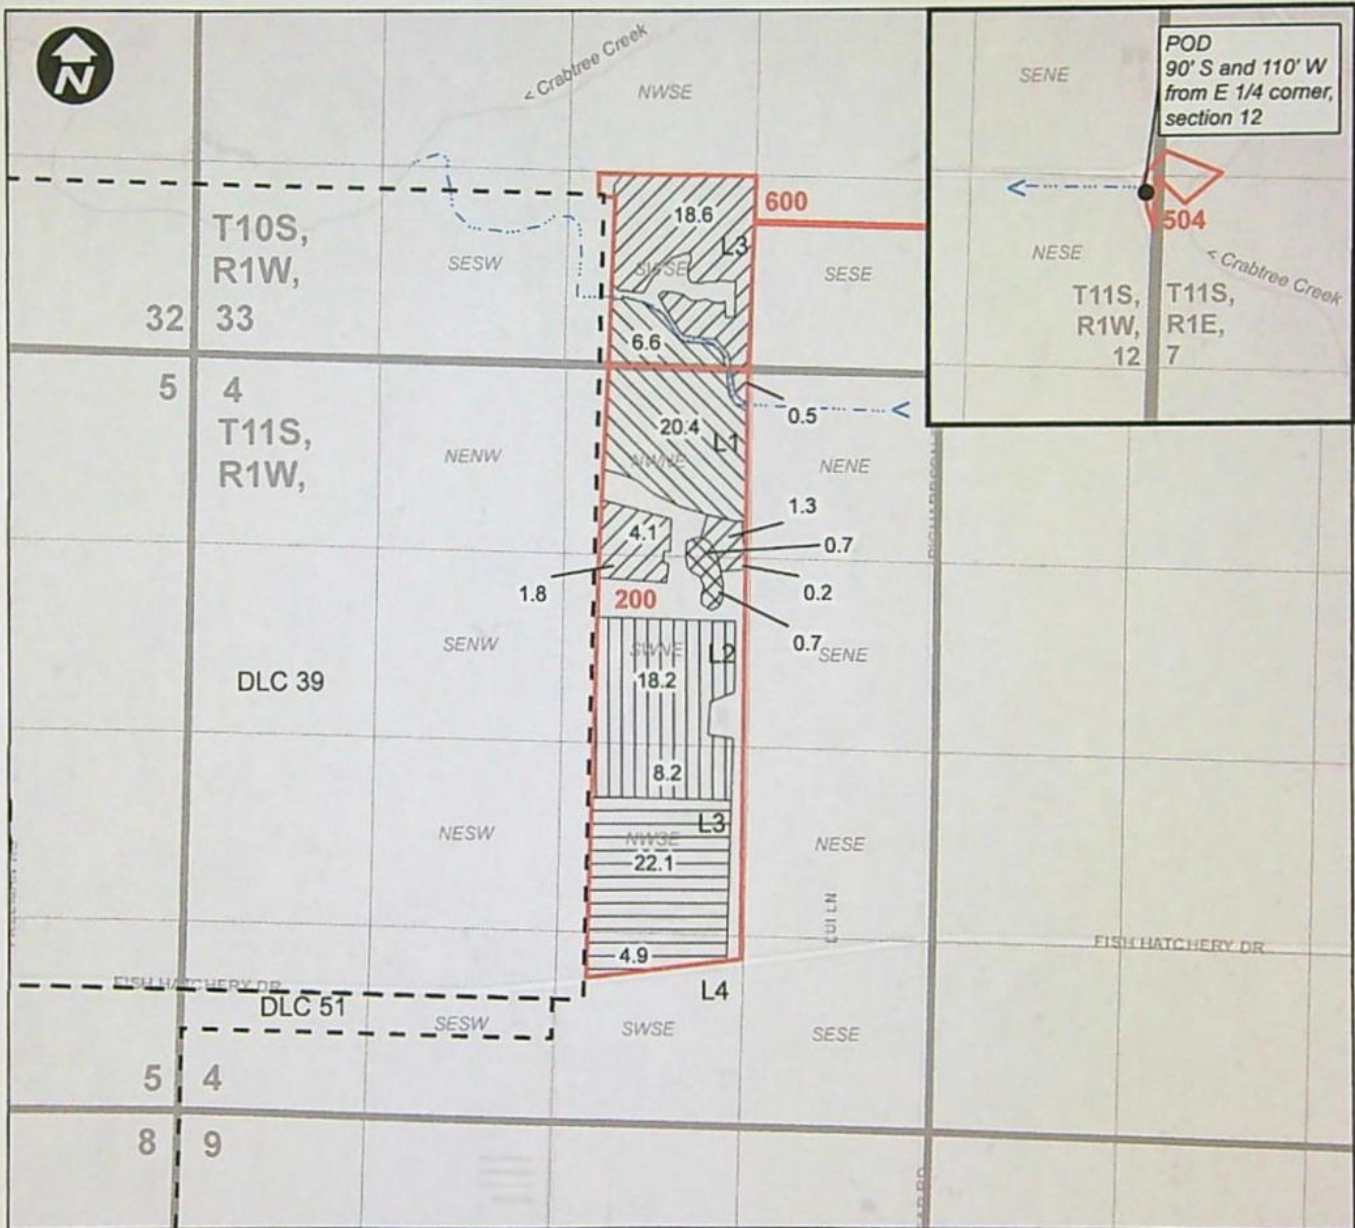 N
< Crabtree Creek
NWSE
SENE
POD
90' S and 110' W
from E 1/4 corner,
section 12
504
NESE
< Crabtree Creek
T11S,
R1W,
12
T11S,
R1E,
7
T10S,
R1W,
32 33
SESW
18.6
L3
SWSE
600
SESE
6.6
5 4
T11S,
R1W,
0.5
20.4
L1
NENW
NWNE
NENE
1.3
4.1
0.7
1.8
200
0.2
0.7
SENW
SWNE
L2
SENE
DLC 39
18.2
8.2
L3
NESW
NWSE
NESE
22.1
LUI LN
4.9
FISH HATCHERY DR
FISH HATCHERY DR
L4
DLC 51
SESW
SWSE
SESE
5 4
8 9